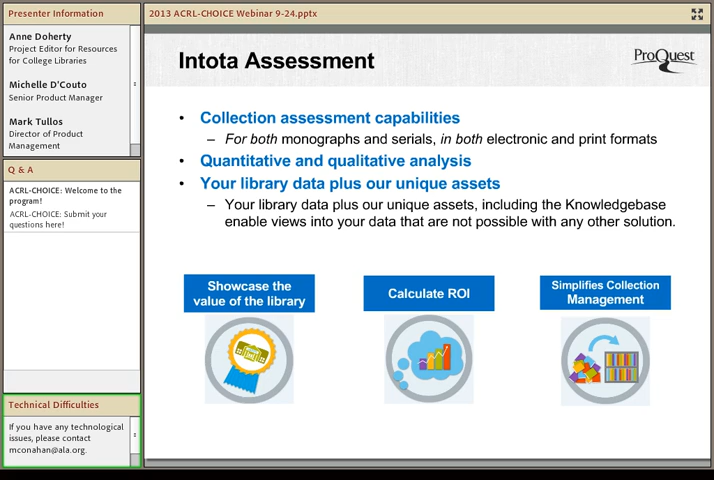 Presenter Information
Anne Doherty
Project Editor for Resources
for College Libraries
Michelle D'Couto
Senior Product Manager
Mark Tullos
Director of Product
Management
Q & A
ACRL-CHOICE: Welcome to the
program!
ACRL-CHOICE: Submit your
questions here!
Technical Difficulties
If you have any technological
issues, please contact
mconahan@ala.org.
2013 ACRL-CHOICE Webinar 9-24.pptx
Intota Assessment
ProQuest
• Collection assessment capabilities
– For both monographs and serials, in both electronic and print formats
• Quantitative and qualitative analysis
• Your library data plus our unique assets
– Your library data plus our unique assets, including the Knowledgebase
enable views into your data that are not possible with any other solution.
Showcase the
value of the library
Calculate ROI
Simplifies Collection
Management